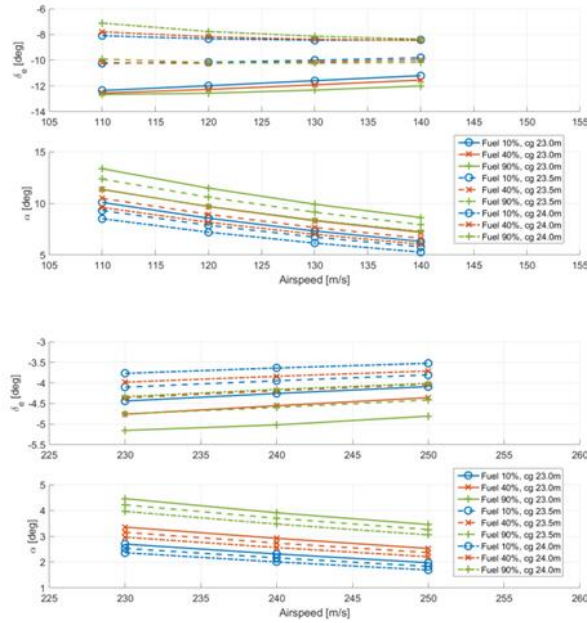 -6
-8
-10
-12
-14
δe [deg]
105 110 115 120 125 130 135 140 145 150 155
15
10
5
α [deg]
105 110 115 120 125 130 135 140 145 150 155
Airspeed [m/s]
Fuel 10%, cg 23.0m
Fuel 40%, cg 23.0m
Fuel 90%, cg 23.0m
Fuel 10%, cg 23.5m
Fuel 40%, cg 23.5m
Fuel 90%, cg 23.5m
Fuel 10%, cg 24.0m
Fuel 40%, cg 24.0m
Fuel 90%, cg 24.0m
-3
-3.5
-4
-4.5
-5
-5.5
δe [deg]
225 230 235 240 245 250 255 260
5
4
3
2
1
α [deg]
225 230 235 240 245 250 255 260
Airspeed [m/s]
Fuel 10%, cg 23.0m
Fuel 40%, cg 23.0m
Fuel 90%, cg 23.0m
Fuel 10%, cg 23.5m
Fuel 40%, cg 23.5m
Fuel 90%, cg 23.5m
Fuel 10%, cg 24.0m
Fuel 40%, cg 24.0m
Fuel 90%, cg 24.0m